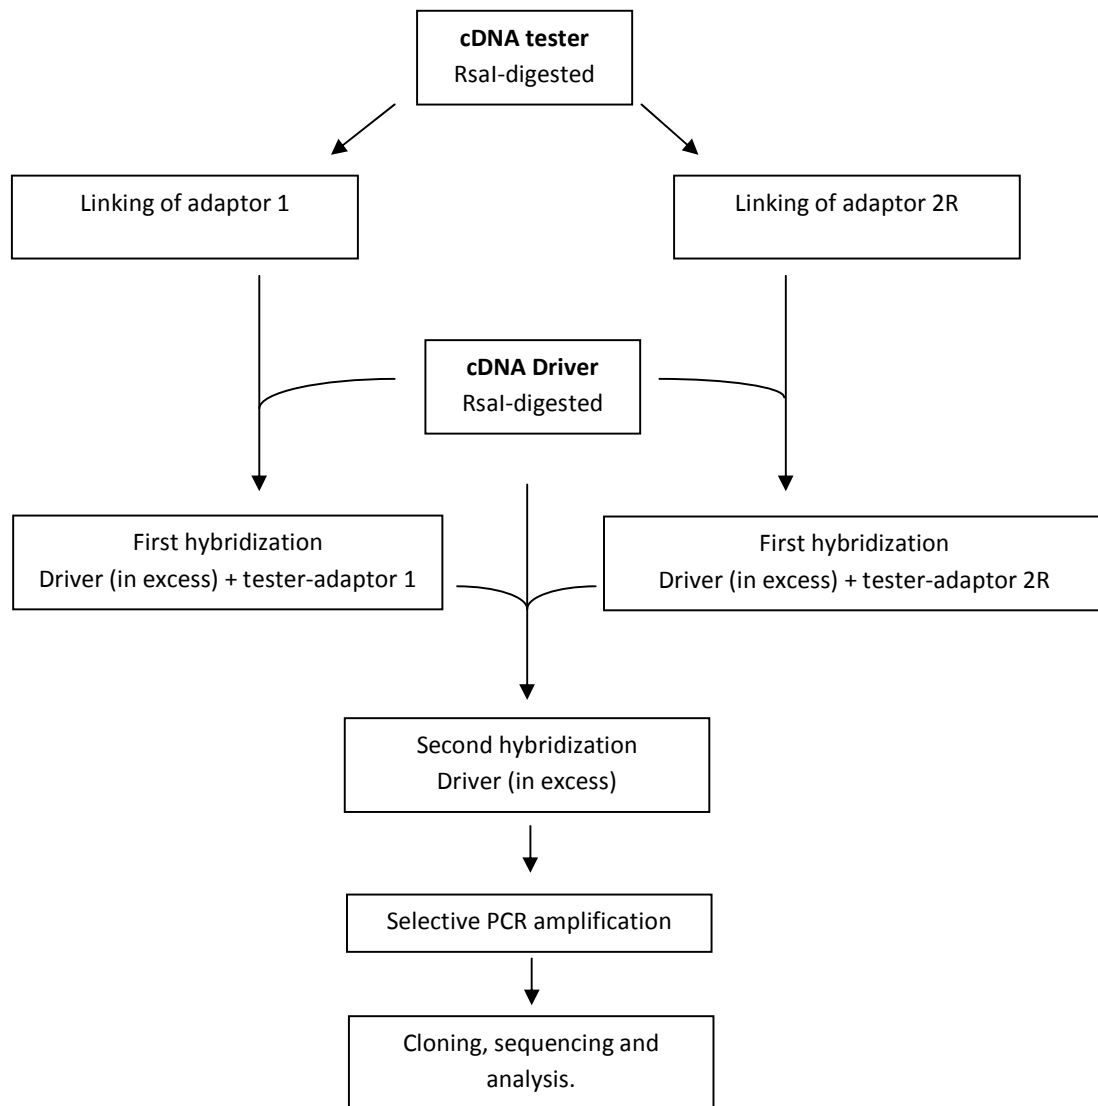 cDNA tester
RsaI-digested
Linking of adaptor 1
Linking of adaptor 2R
cDNA Driver
RsaI-digested
First hybridization
Driver (in excess) + tester-adaptor 1
First hybridization
Driver (in excess) + tester-adaptor 2R
Second hybridization
Driver (in excess)
Selective PCR amplification
Cloning, sequencing and
analysis.